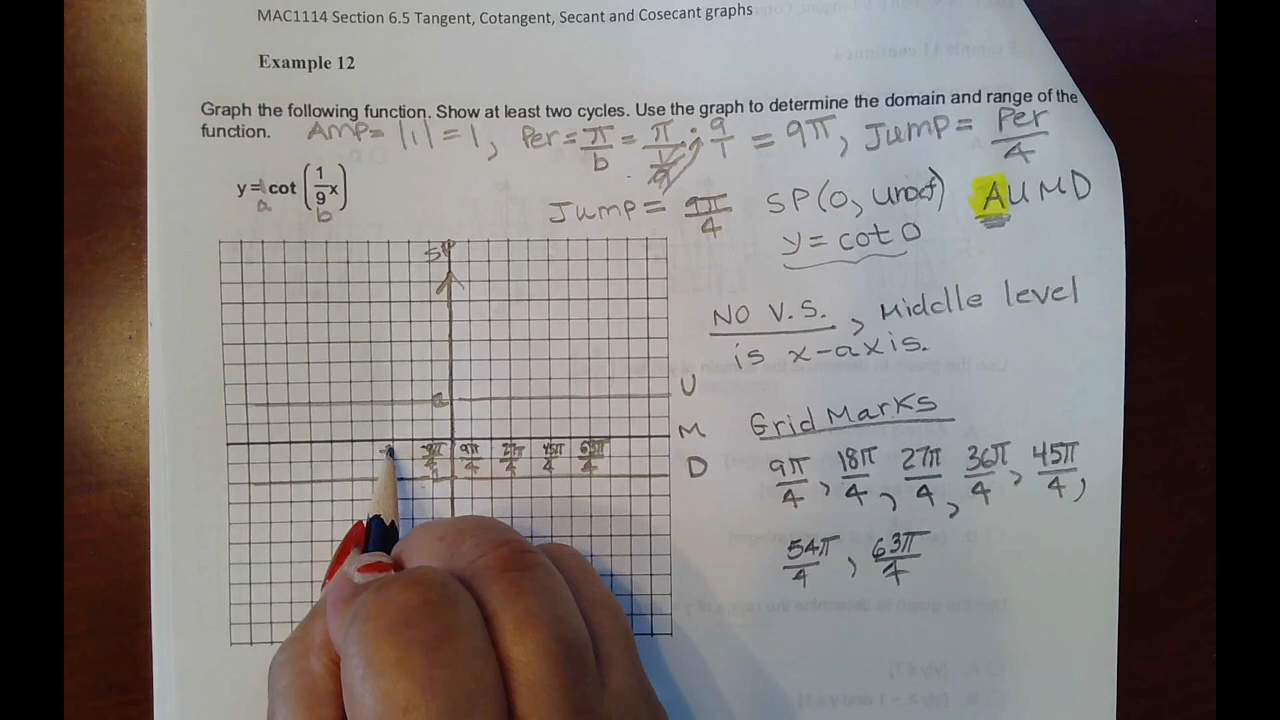 MAC1114 Section 6.5 Tangent, Cotangent, Secant and Cosecant graphs
Example 12
Graph the following function. Show at least two cycles. Use the graph to determine the domain and range of the
function. Amp= |1| = 1, Per = π/b = π/(1/9) · 9/1 = 9π, Jump = Per/4
y = cot (1/9 x)
a b
Jump = 9π/4 SP(0, undf) AUMD
y = cot 0
NO V.S., Middle level
is x-axis.
U
M
D
Grid Marks
9π/4, 18π/4, 27π/4, 36π/4, 45π/4,
54π/4, 63π/4
-9π/4 9π/4 27π/4 45π/4 63π/4